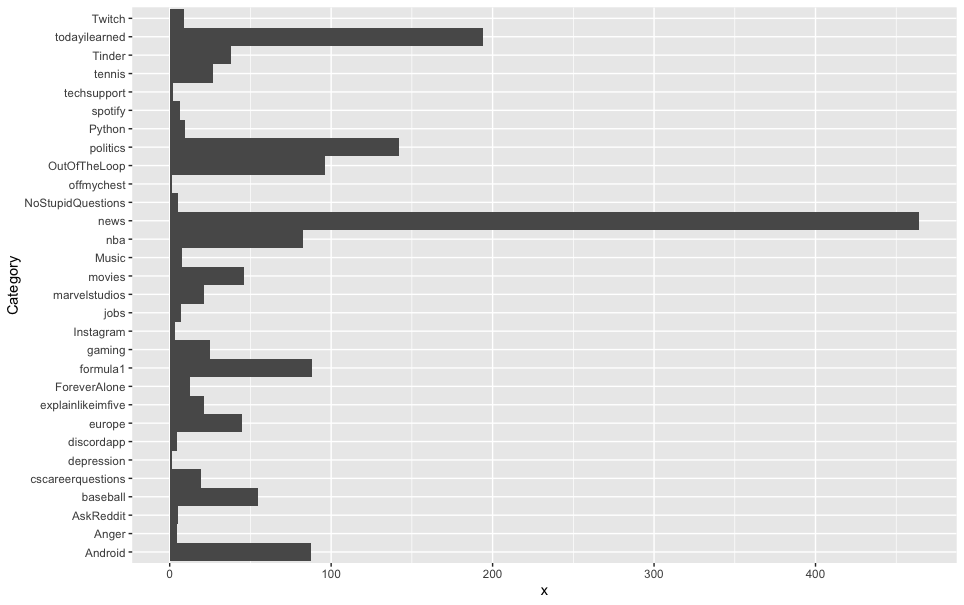 Twitch
todayilearned
Tinder
tennis
techsupport
spotify
Python
politics
OutOfTheLoop
offmychest
NoStupidQuestions
news
nba
Music
movies
marvelstudios
jobs
Instagram
gaming
formula1
ForeverAlone
explainlikeimfive
europe
discordapp
depression
cscareerquestions
baseball
AskReddit
Anger
Android
Category
0 100 200 300 400
x